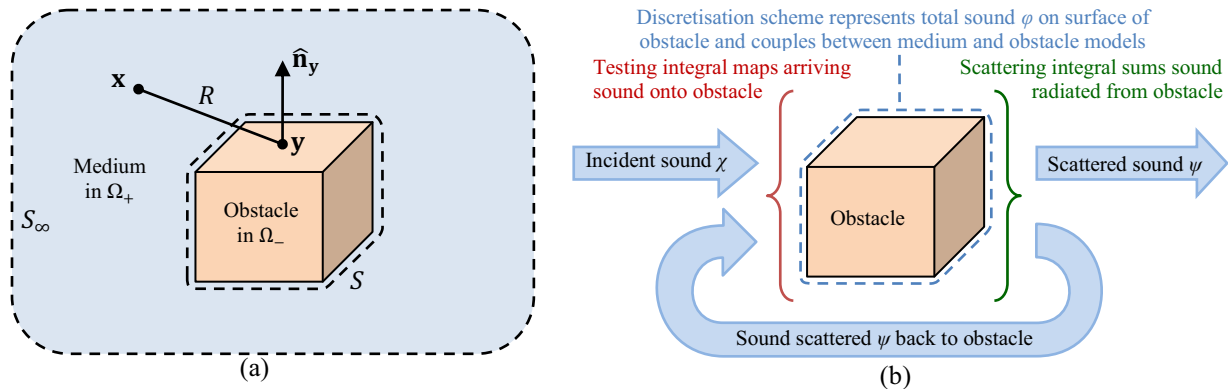 x
R
n̂y
y
Medium
in Ω₊
Obstacle
in Ω₋
S∞
S
(a)
Discretisation scheme represents total sound φ on surface of
obstacle and couples between medium and obstacle models
Testing integral maps arriving
sound onto obstacle
Scattering integral sums sound
radiated from obstacle
Incident sound χ
Obstacle
Scattered sound ψ
Sound scattered ψ back to obstacle
(b)